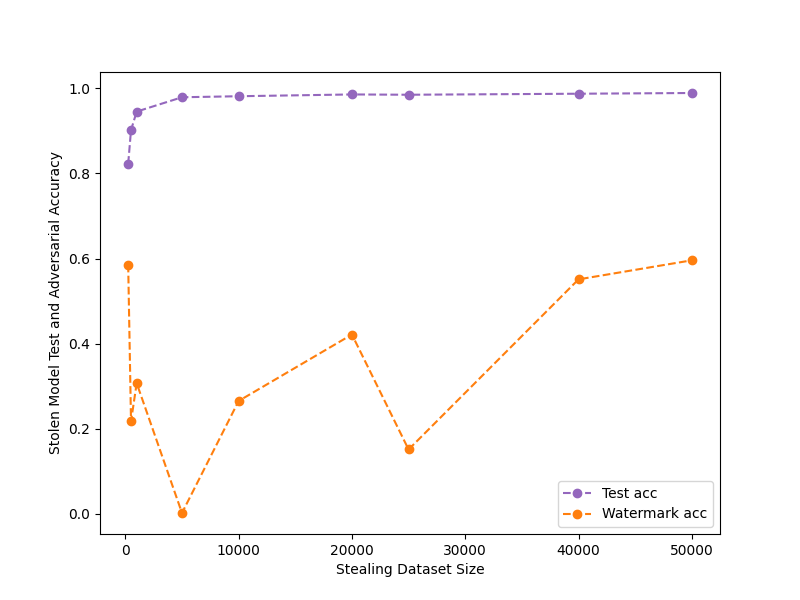 1.0
0.8
0.6
0.4
0.2
0.0
Stolen Model Test and Adversarial Accuracy
Test acc
Watermark acc
0 10000 20000 30000 40000 50000
Stealing Dataset Size